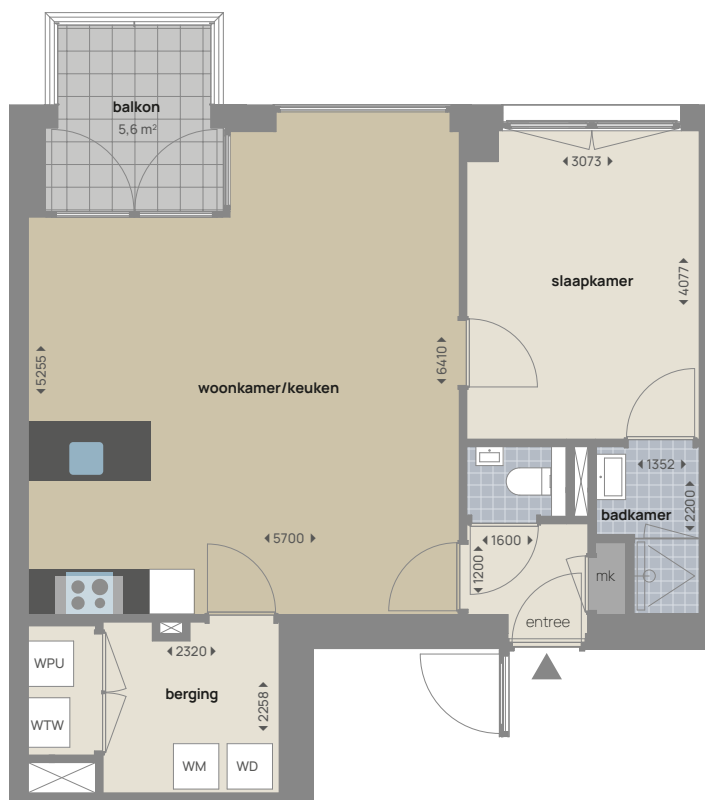 balkon
5,6 m²
3073
slaapkamer
4077
5255
6410
woonkamer/keuken
1352
2200
badkamer
5700
1600
1200
mk
entree
2320
WPU
berging
2258
WTW
WM
WD